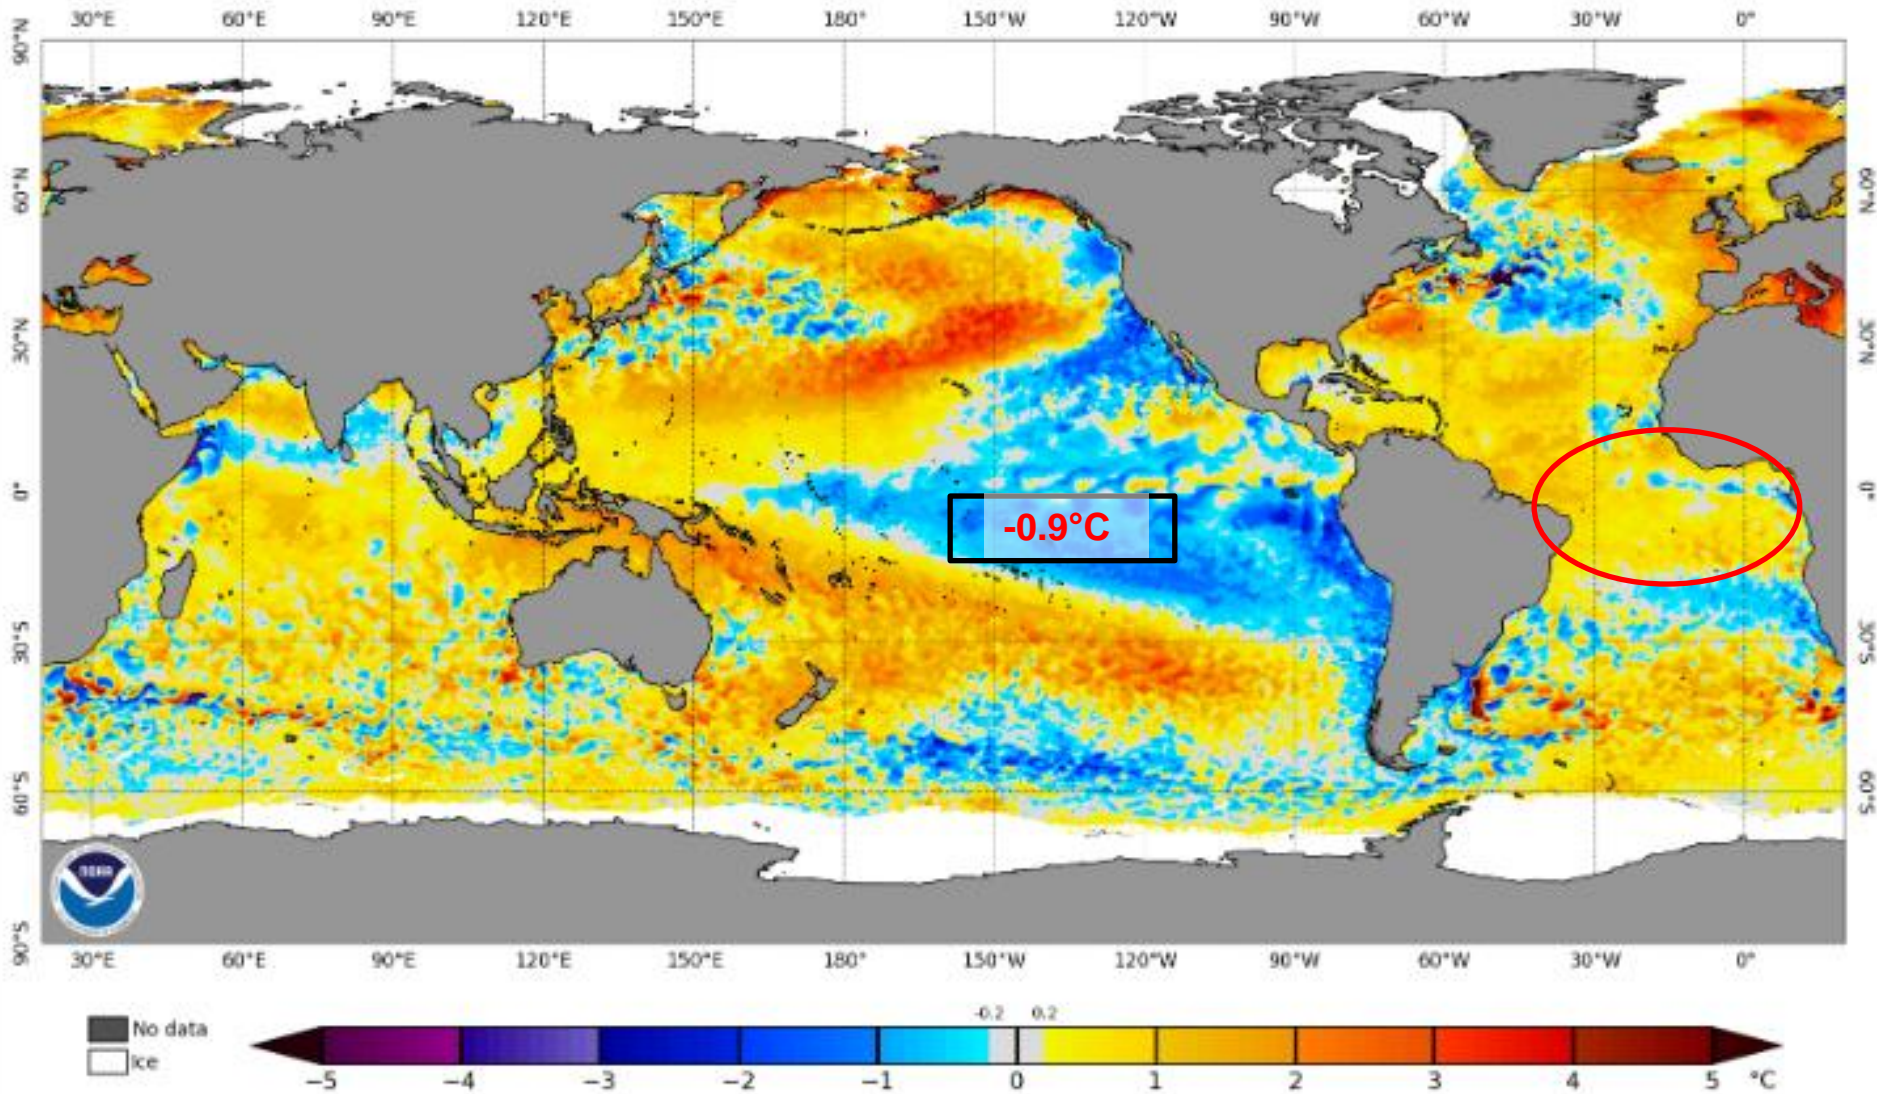 30°E 60°E 90°E 120°E 150°E 180° 150°W 120°W 90°W 60°W 30°W 0°
90°N
60°N 60°N
30°N 30°N
0° 0°
-0.9°C
30°S 30°S
60°S 60°S
NOAA
90°S
30°E 60°E 90°E 120°E 150°E 180° 150°W 120°W 90°W 60°W 30°W 0°
-0.2 0.2
No data
Ice
−5 −4 −3 −2 −1 0 1 2 3 4 5 °C